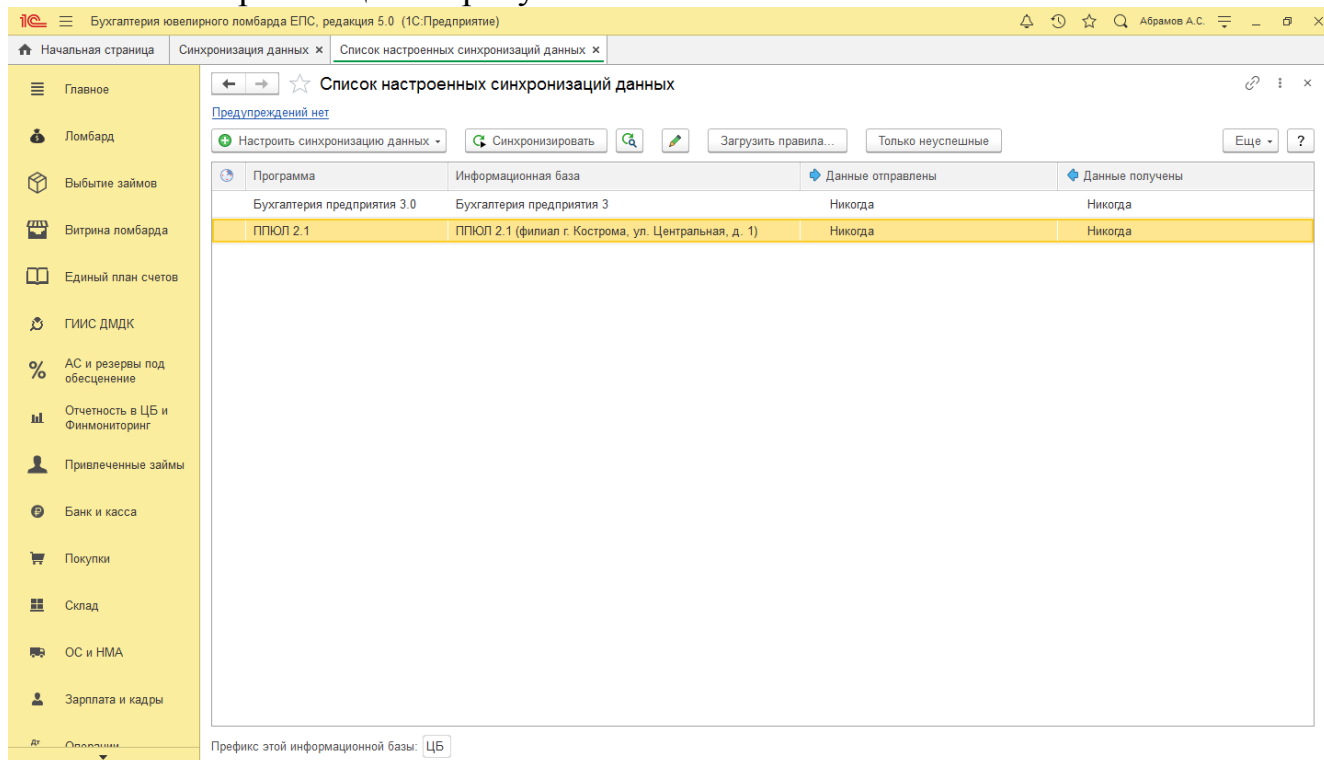 1С Бухгалтерия ювелирного ломбарда ЕПС, редакция 5.0 (1С:Предприятие) Абрамов А.С.
Начальная страница Синхронизация данных × Список настроенных синхронизаций данных ×
Главное
Ломбард
Выбытие займов
Витрина ломбарда
Единый план счетов
ГИИС ДМДК
АС и резервы под
обесценение
Отчетность в ЦБ и
Финмониторинг
Привлеченные займы
Банк и касса
Покупки
Склад
ОС и НМА
Зарплата и кадры
Операции
Список настроенных синхронизаций данных
Предупреждений нет
Настроить синхронизацию данных Синхронизировать Загрузить правила... Только неуспешные Еще ?
Программа Информационная база Данные отправлены Данные получены
Бухгалтерия предприятия 3.0 Бухгалтерия предприятия 3 Никогда Никогда
ППЮЛ 2.1 ППЮЛ 2.1 (филиал г. Кострома, ул. Центральная, д. 1) Никогда Никогда
Префикс этой информационной базы: ЦБ